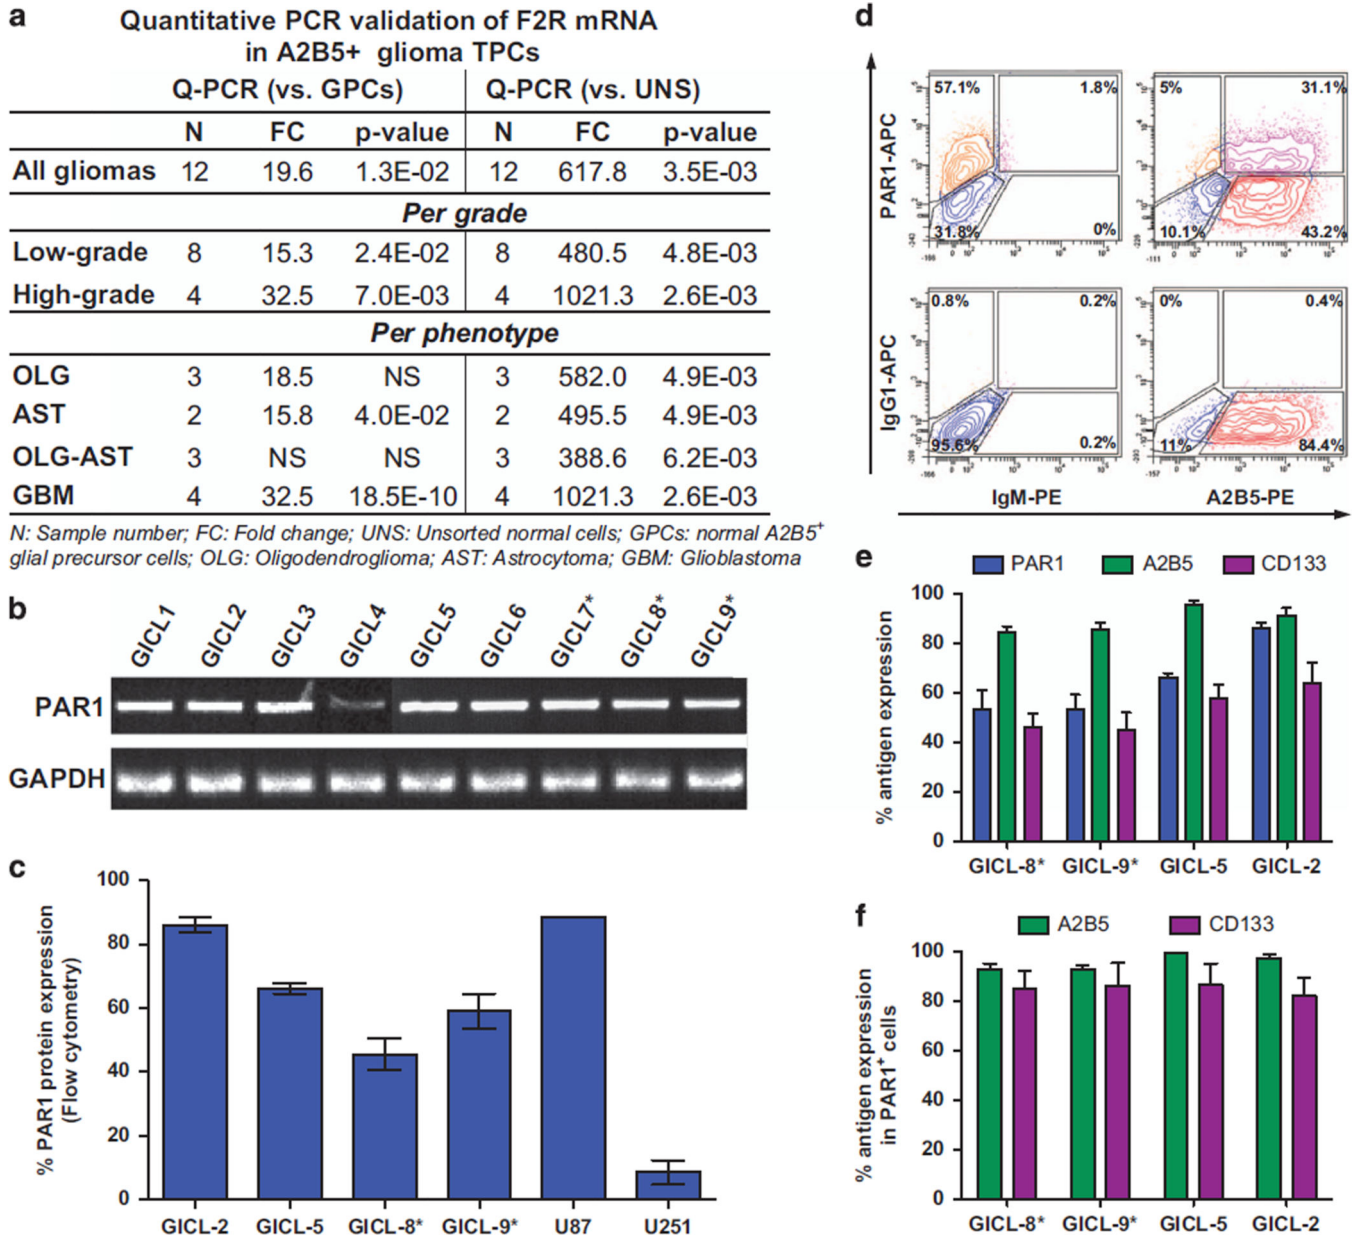 a
Quantitative PCR validation of F2R mRNA
in A2B5+ glioma TPCs
Q-PCR (vs. GPCs) Q-PCR (vs. UNS)
N FC p-value N FC p-value
All gliomas 12 19.6 1.3E-02 12 617.8 3.5E-03
Per grade
Low-grade 8 15.3 2.4E-02 8 480.5 4.8E-03
High-grade 4 32.5 7.0E-03 4 1021.3 2.6E-03
Per phenotype
OLG 3 18.5 NS 3 582.0 4.9E-03
AST 2 15.8 4.0E-02 2 495.5 4.9E-03
OLG-AST 3 NS NS 3 388.6 6.2E-03
GBM 4 32.5 18.5E-10 4 1021.3 2.6E-03
N: Sample number; FC: Fold change; UNS: Unsorted normal cells; GPCs: normal A2B5+
glial precursor cells; OLG: Oligodendroglioma; AST: Astrocytoma; GBM: Glioblastoma
b
GICL1 GICL2 GICL3 GICL4 GICL5 GICL6 GICL7* GICL8* GICL9*
PAR1
GAPDH
c
% PAR1 protein expression
(Flow cytometry)
100
80
60
40
20
0
GICL-2 GICL-5 GICL-8* GICL-9* U87 U251
d
PAR1-APC
57.1% 1.8%
31.8% 0%
5% 31.1%
10.1% 43.2%
IgG1-APC
0.8% 0.2%
95.6% 0.2%
0% 0.4%
11% 84.4%
IgM-PE A2B5-PE
e
PAR1 A2B5 CD133
% antigen expression
100
80
60
40
20
0
GICL-8* GICL-9* GICL-5 GICL-2
f
A2B5 CD133
% antigen expression
in PAR1+ cells
100
80
60
40
20
0
GICL-8* GICL-9* GICL-5 GICL-2